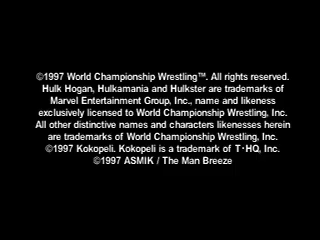 ©1997 World Championship Wrestling™. All rights reserved.
Hulk Hogan, Hulkamania and Hulkster are trademarks of
Marvel Entertainment Group, Inc., name and likeness
exclusively licensed to World Championship Wrestling, Inc.
All other distinctive names and characters likenesses herein
are trademarks of World Championship Wrestling, Inc.
©1997 Kokopeli. Kokopeli is a trademark of T·HQ, Inc.
©1997 ASMIK / The Man Breeze